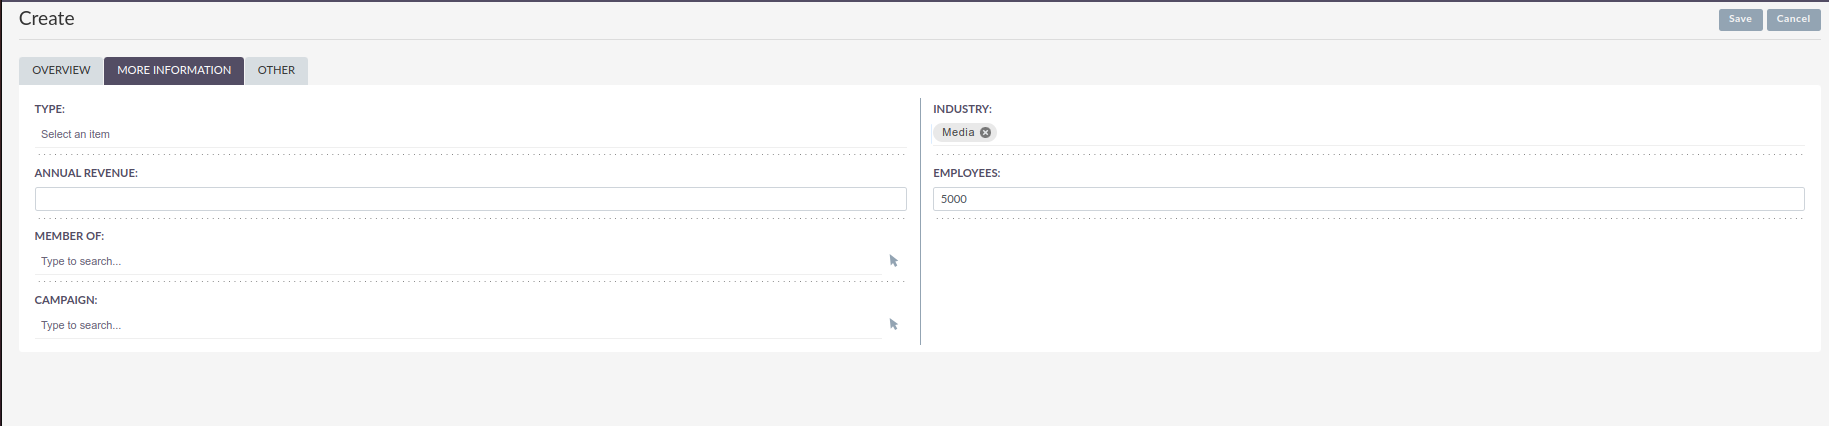 Create
Save Cancel
OVERVIEW MORE INFORMATION OTHER
TYPE:
Select an item
INDUSTRY:
Media
ANNUAL REVENUE:
EMPLOYEES:
5000
MEMBER OF:
Type to search...
CAMPAIGN:
Type to search...